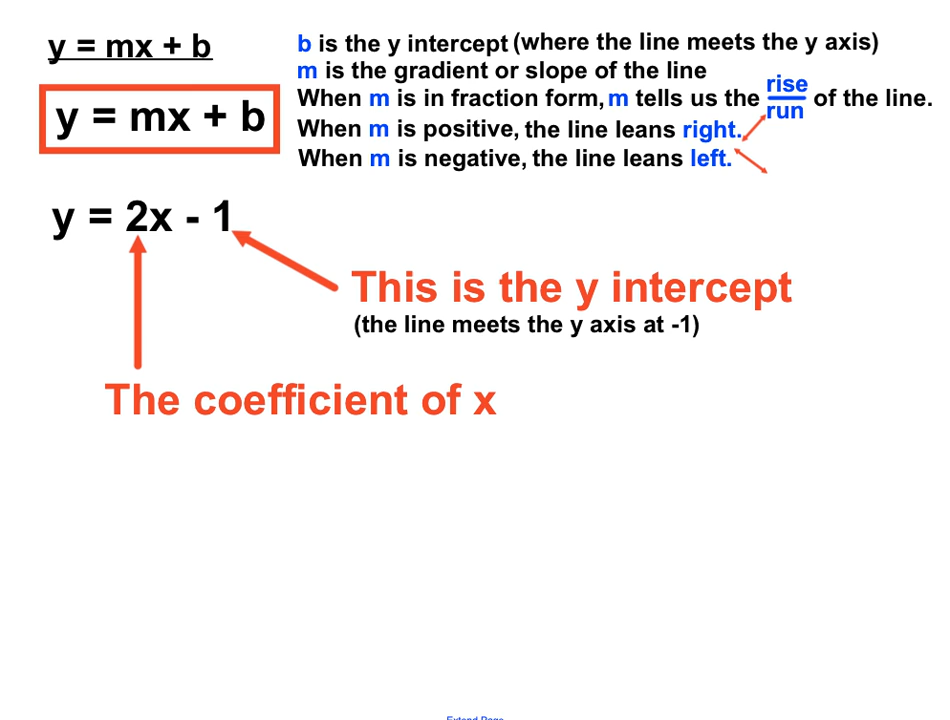 y = mx + b
y = mx + b
b is the y intercept (where the line meets the y axis)
m is the gradient or slope of the line
When m is in fraction form, m tells us the rise/run of the line.
When m is positive, the line leans right.
When m is negative, the line leans left.
y = 2x - 1
This is the y intercept
(the line meets the y axis at -1)
The coefficient of x
Extend Page